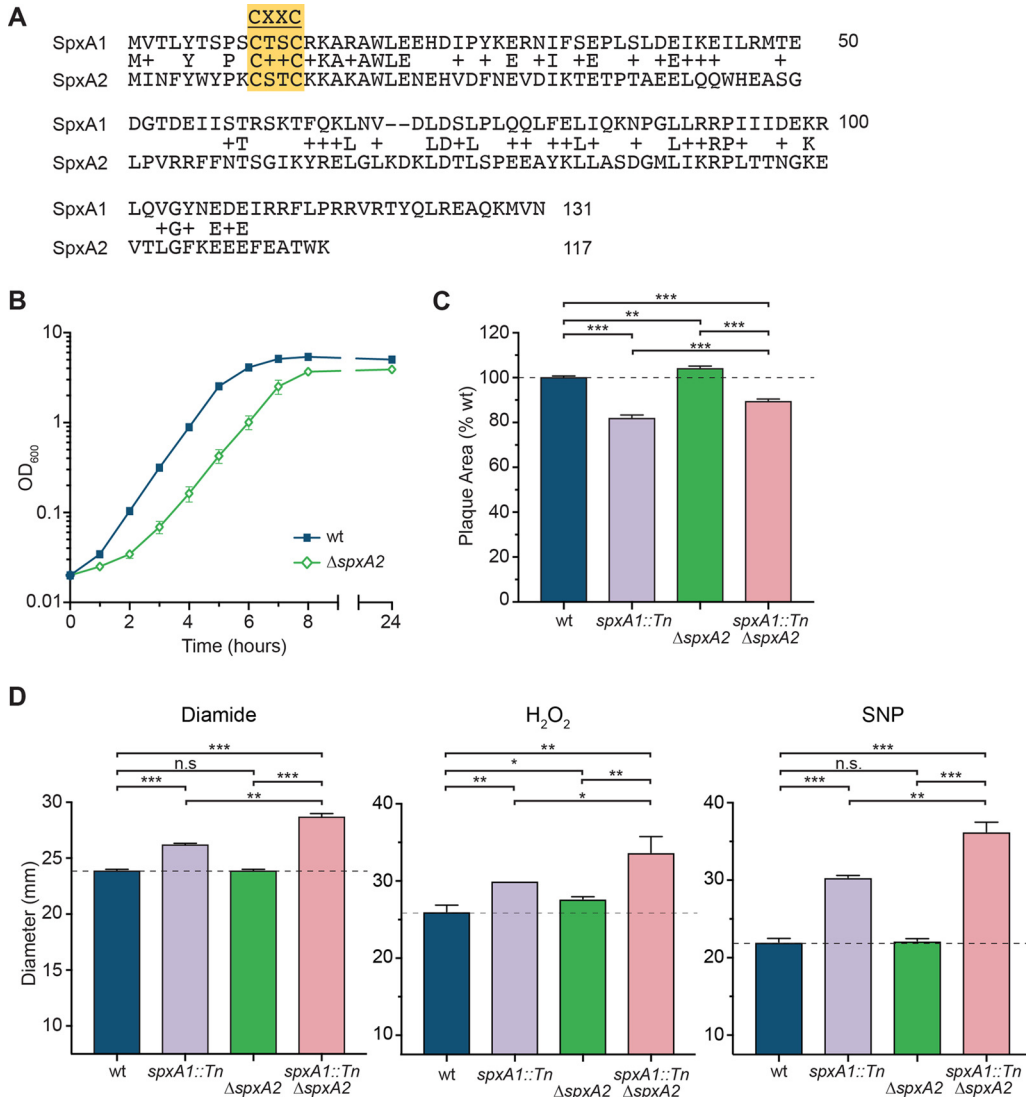 A
CXXC
SpxA1 MVTLYTSPSCTSCRKARAWLEEHDIPYKERNIFSEPLSLDEIKEILRMTE 50
M+ Y P C++C+KA+AWLE + + E +I+E + +E+++ +
SpxA2 MINFYWYPKCSTCKKAKAWLENEHVDFNEVDIKTETPTAEELQQWHEASG
SpxA1 DGTDEIISTRSKTFQKLNV--DLDSLPLQQLFELIQKNPGLLRRPIIIDEKR 100
+T ++++L+ LD+L + ++L+ + L++RP+ + K
SpxA2 LPVRRFFNTSGIKYRELGLKDKLDTLSPEEAYKLLASDGMLIKRPLTTNGKE
SpxA1 LQVGYNEDEIRRFLPRRVRTYQLREAQKMVN 131
+G+ E+E
SpxA2 VTLGFKEEEFEATWK 117
B
10
1
0.1
0.01
OD600
0
2
4
6
8
24
Time (hours)
wt
ΔspxA2
C
***
**
***
***
***
120
100
80
60
40
20
0
Plaque Area (% wt)
wt
spxA1::Tn
ΔspxA2
spxA1::Tn
ΔspxA2
D
Diamide
***
n.s
***
***
**
30
25
20
15
10
Diameter (mm)
wt
spxA1::Tn
ΔspxA2
spxA1::Tn
ΔspxA2
H2O2
**
*
**
**
*
40
30
20
10
wt
spxA1::Tn
ΔspxA2
spxA1::Tn
ΔspxA2
SNP
***
n.s.
***
***
**
40
30
20
10
wt
spxA1::Tn
ΔspxA2
spxA1::Tn
ΔspxA2